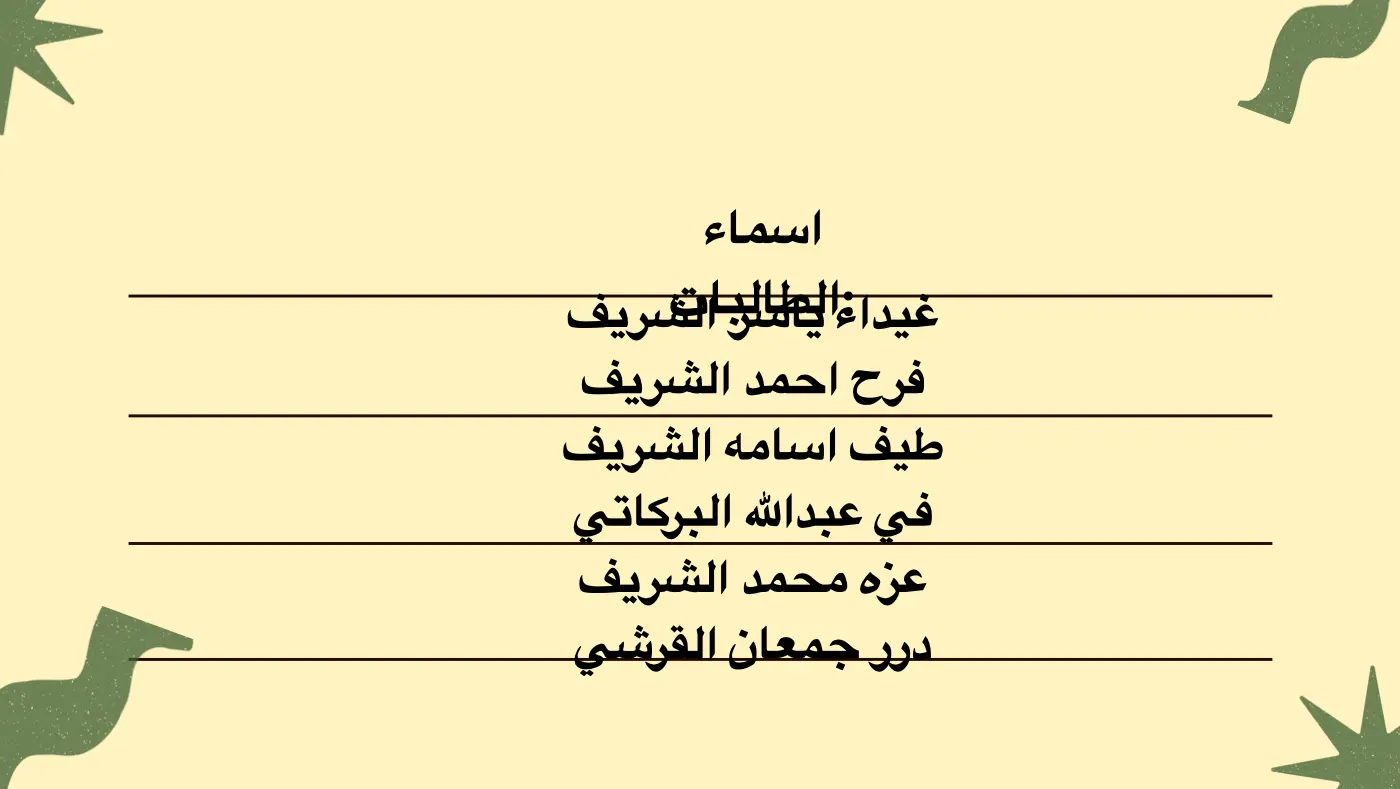 اسماء
الطالبات:
غيداء ياسر الشريف
فرح احمد الشريف
طيف اسامه الشريف
في عبدالله البركاتي
عزه محمد الشريف
درر جمعان القرشي